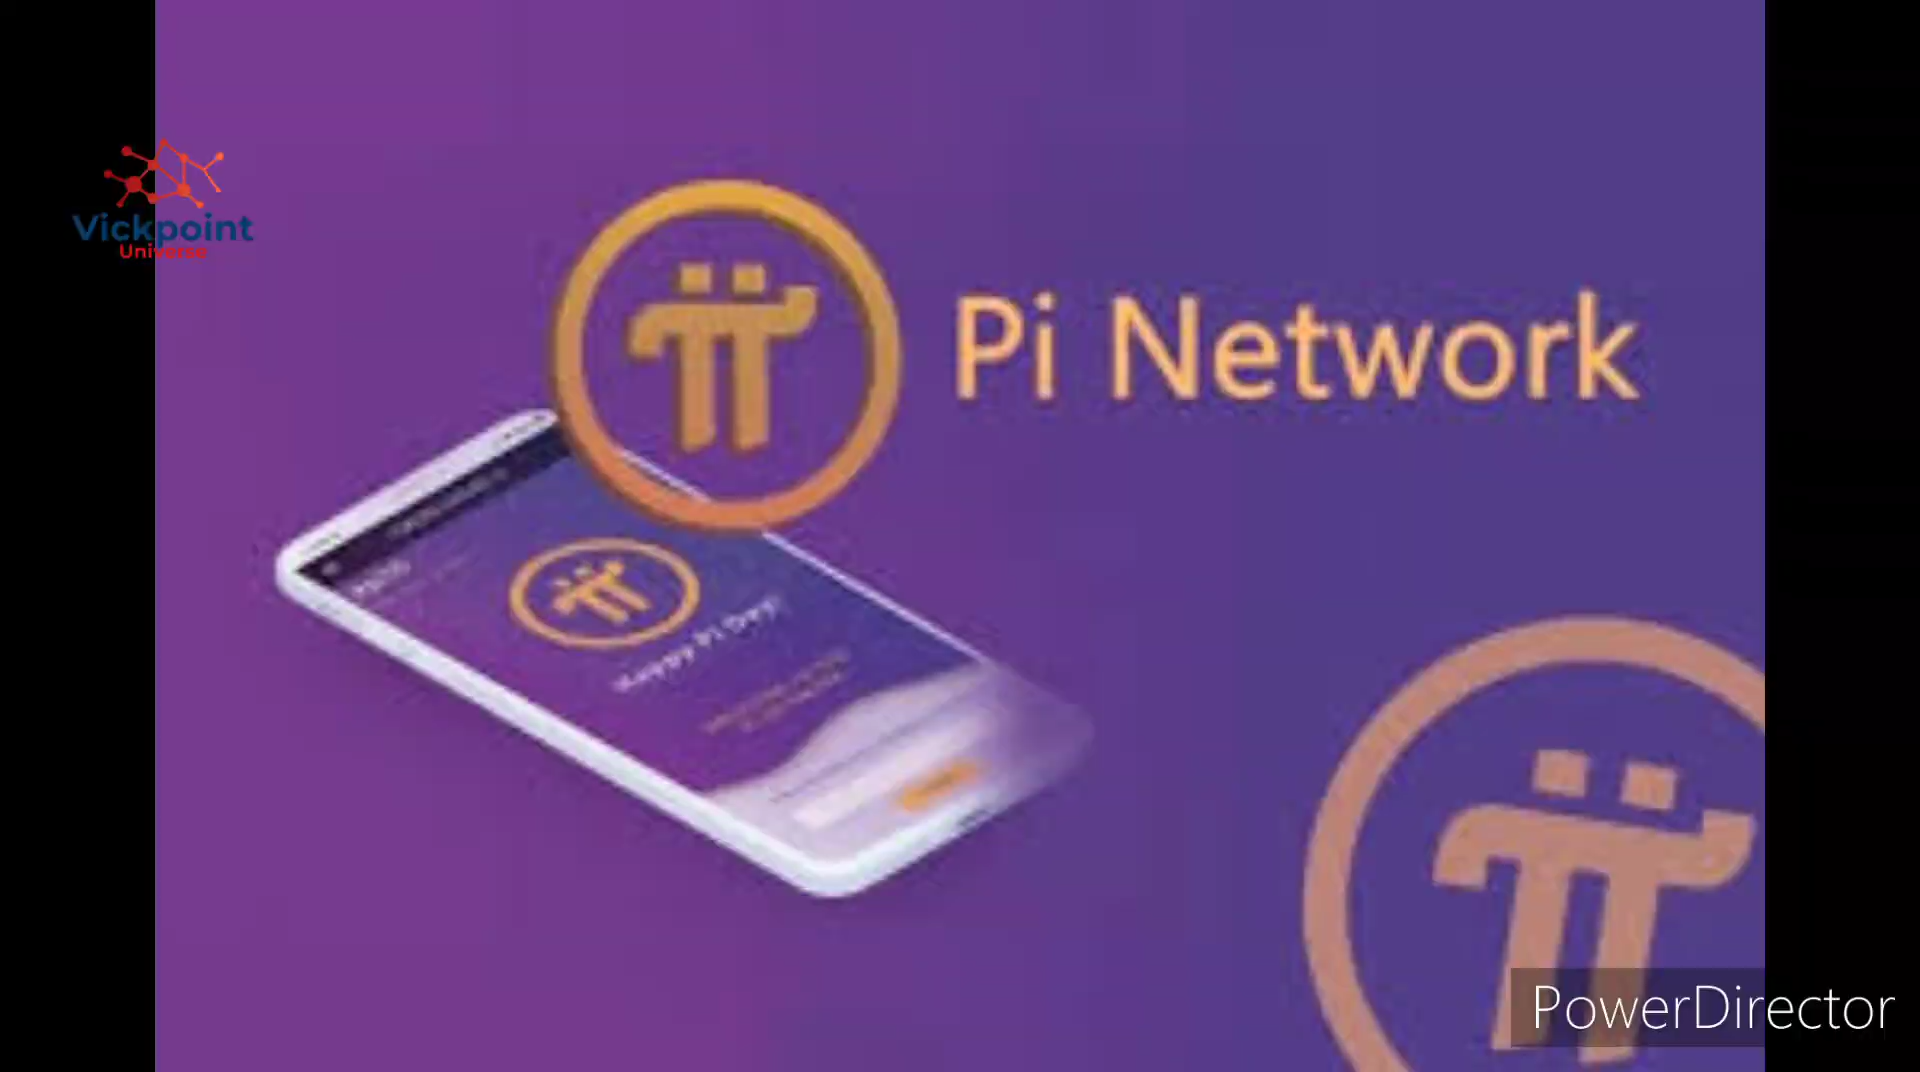 Vickpoint
Universe
Pi Network
Happy Pi Day!
PowerDirector